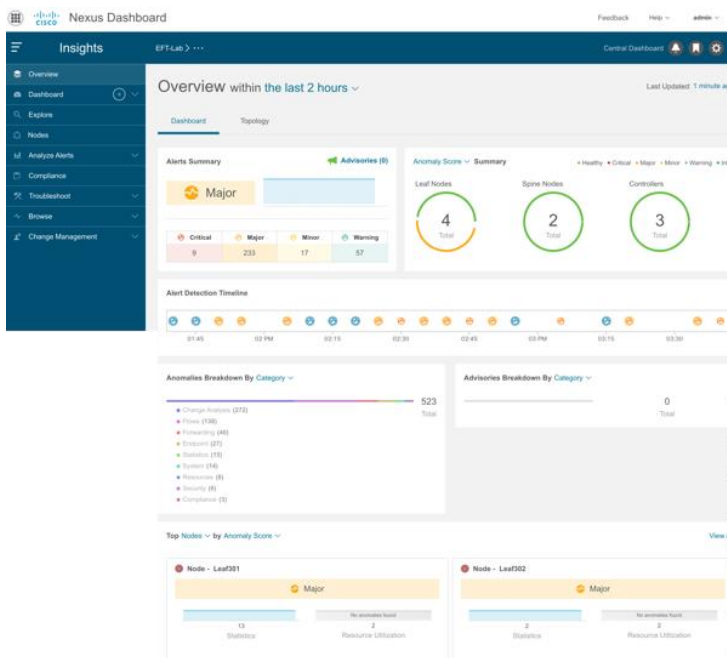 CISCO Nexus Dashboard
Feedback Help admin
Insights
EFT-Lab > ···
Central Dashboard
Overview
Dashboard
Explore
Nodes
Analyze Alerts
Compliance
Troubleshoot
Browse
Change Management
Overview within the last 2 hours
Last Updated: 1 minute
Dashboard Topology
Alerts Summary
Advisories (0)
Major
Critical Major Minor Warning
9 233 17 57
Anomaly Score Summary
Healthy Critical Major Minor Warning
Leaf Nodes Spine Nodes Controllers
4 2 3
Total Total Total
Alert Detection Timeline
01:45 02 PM 02:15 02:30 02:45 03 PM 03:15 03:30
Anomalies Breakdown By Category
523
Total
Change Analysis (272)
Flows (138)
Forwarding (40)
Endpoint (27)
Statistics (15)
System (14)
Resources (8)
Security (6)
Compliance (3)
Advisories Breakdown By Category
0
Total
Top Nodes by Anomaly Score
View
Node - Leaf301
Major
No anomalies found
13 2
Statistics Resource Utilization
Node - Leaf302
Major
No anomalies found
2 2
Statistics Resource Utilization